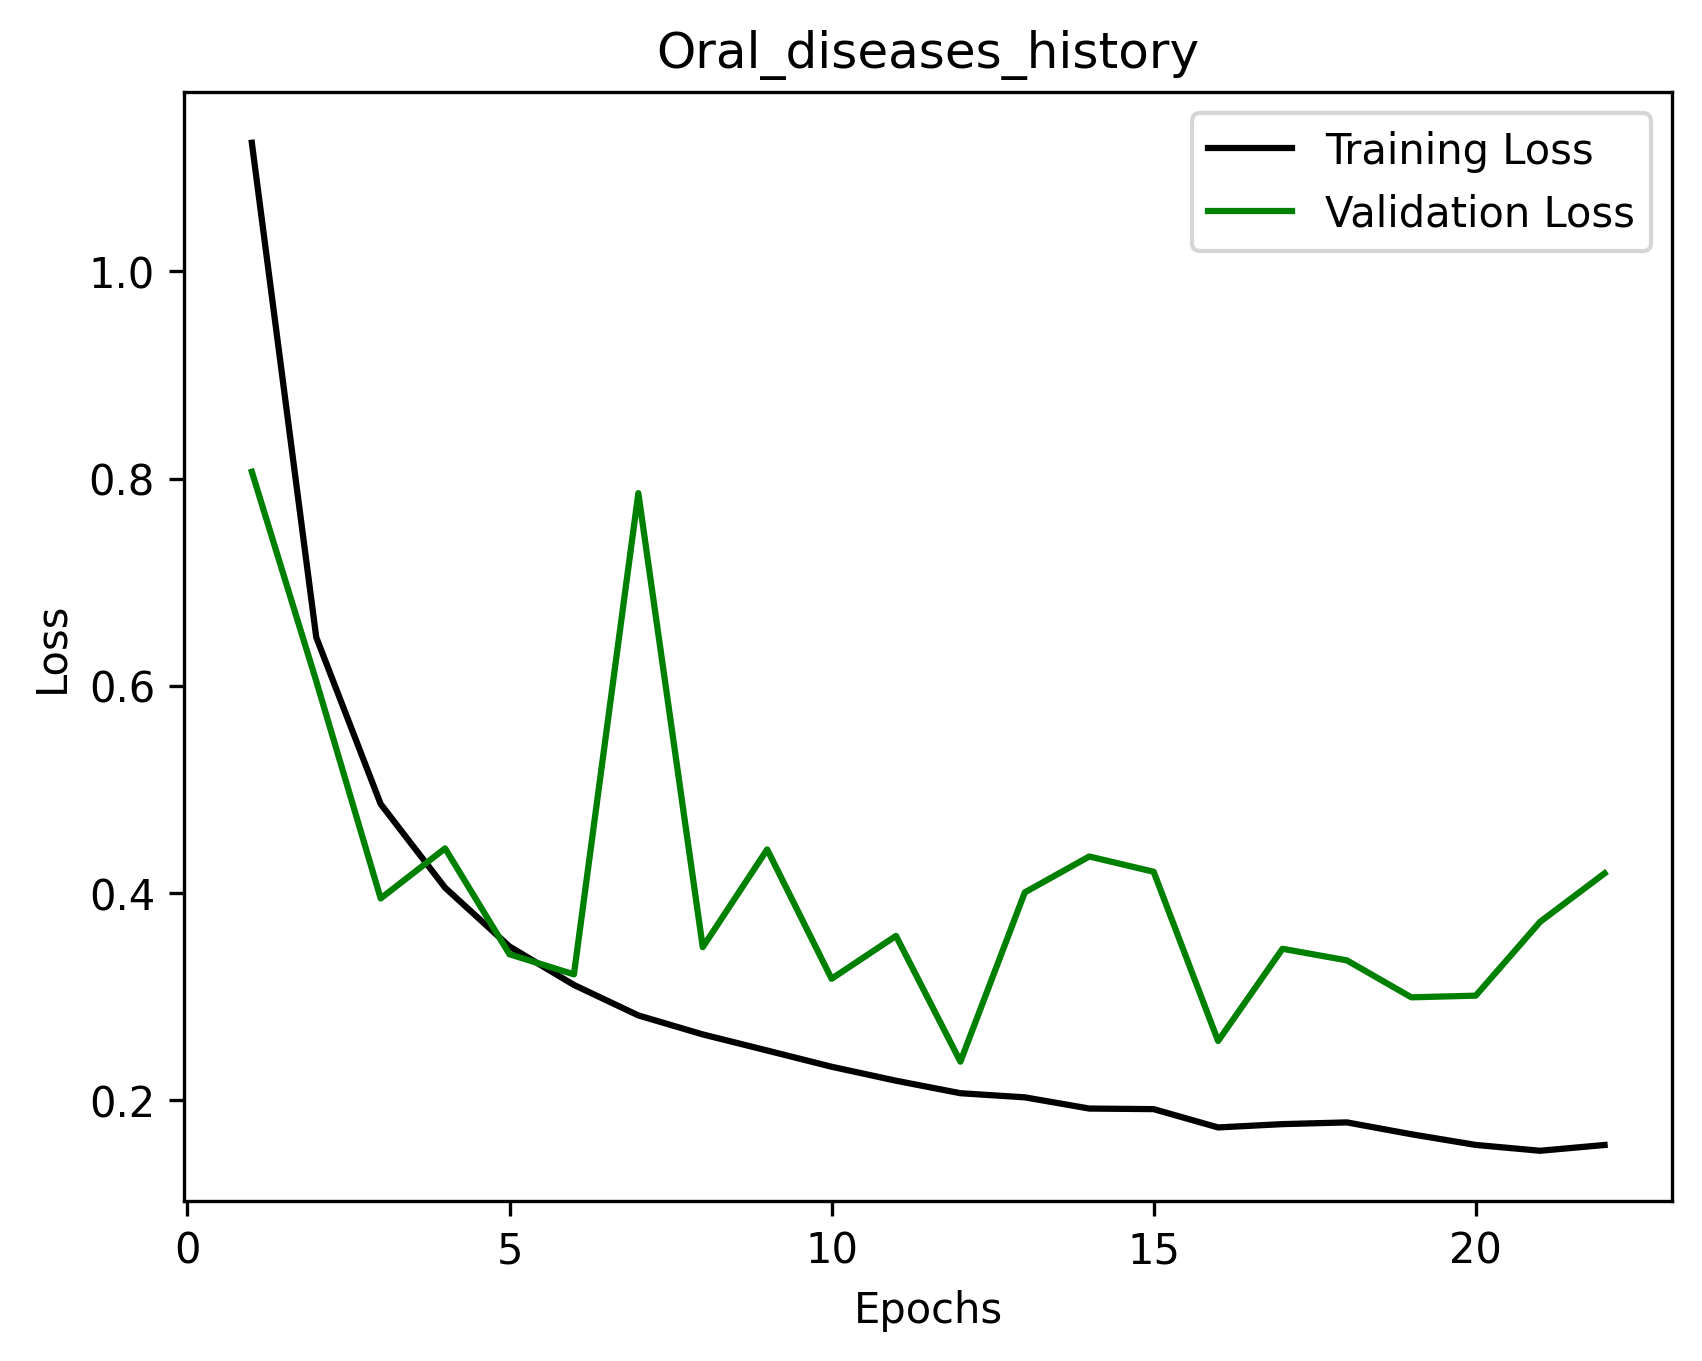 Oral_diseases_history
Training Loss
Validation Loss
1.0
0.8
0.6
0.4
0.2
Loss
0 5 10 15 20
Epochs